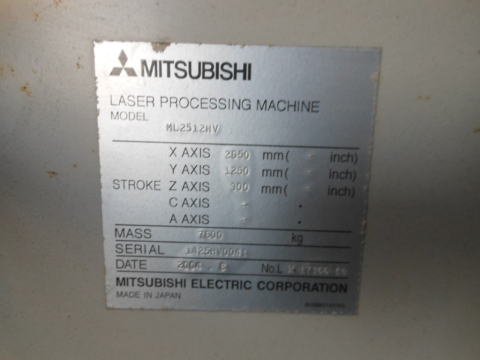 MITSUBISHI
LASER PROCESSING MACHINE
MODEL ML2512HV
X AXIS mm( inch)
Y AXIS 1250 mm( inch)
STROKE Z AXIS 300 mm( inch)
C AXIS - .
A AXIS - .
MASS kg
SERIAL
DATE No.L
MITSUBISHI ELECTRIC CORPORATION
MADE IN JAPAN